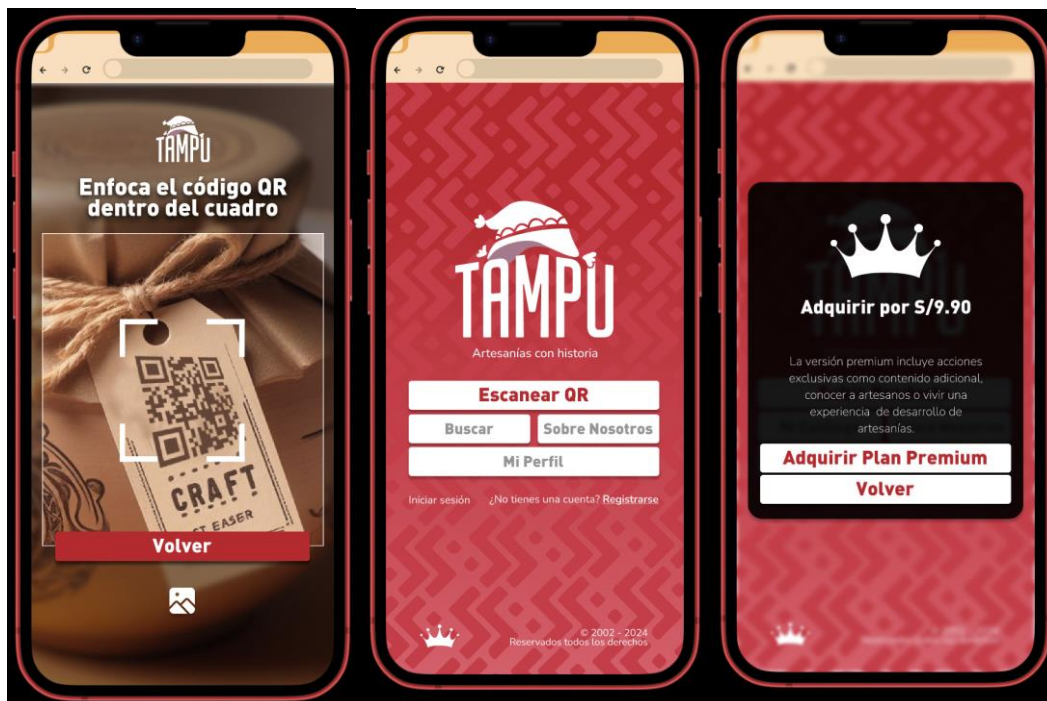 TAMPU
Enfoca el código QR
dentro del cuadro
CRAFT
EASER
Volver
TAMPU
Artesanías con historia
Escanear QR
Buscar
Sobre Nosotros
Mi Perfil
Iniciar sesión
¿No tienes una cuenta? Registrarse
© 2002 - 2024
Reservados todos los derechos
Adquirir por S/9.90
La versión premium incluye acciones
exclusivas como contenido adicional,
conocer a artesanos o vivir una
experiencia de desarrollo de
artesanías.
Adquirir Plan Premium
Volver